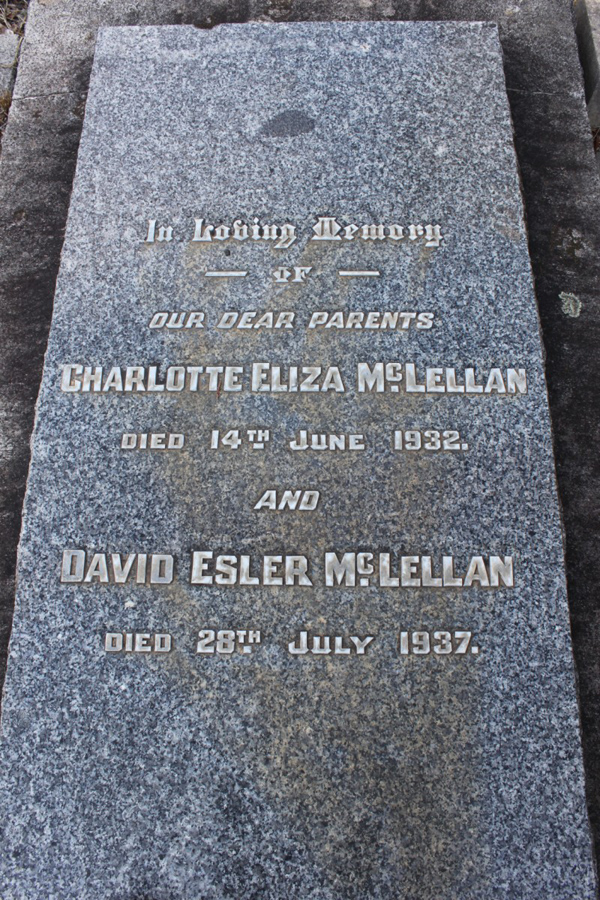 In Loving Memory
— OF —
OUR DEAR PARENTS
CHARLOTTE ELIZA MCLELLAN
DIED 14TH JUNE 1932.
AND
DAVID ESLER MCLELLAN
DIED 28TH JULY 1937.